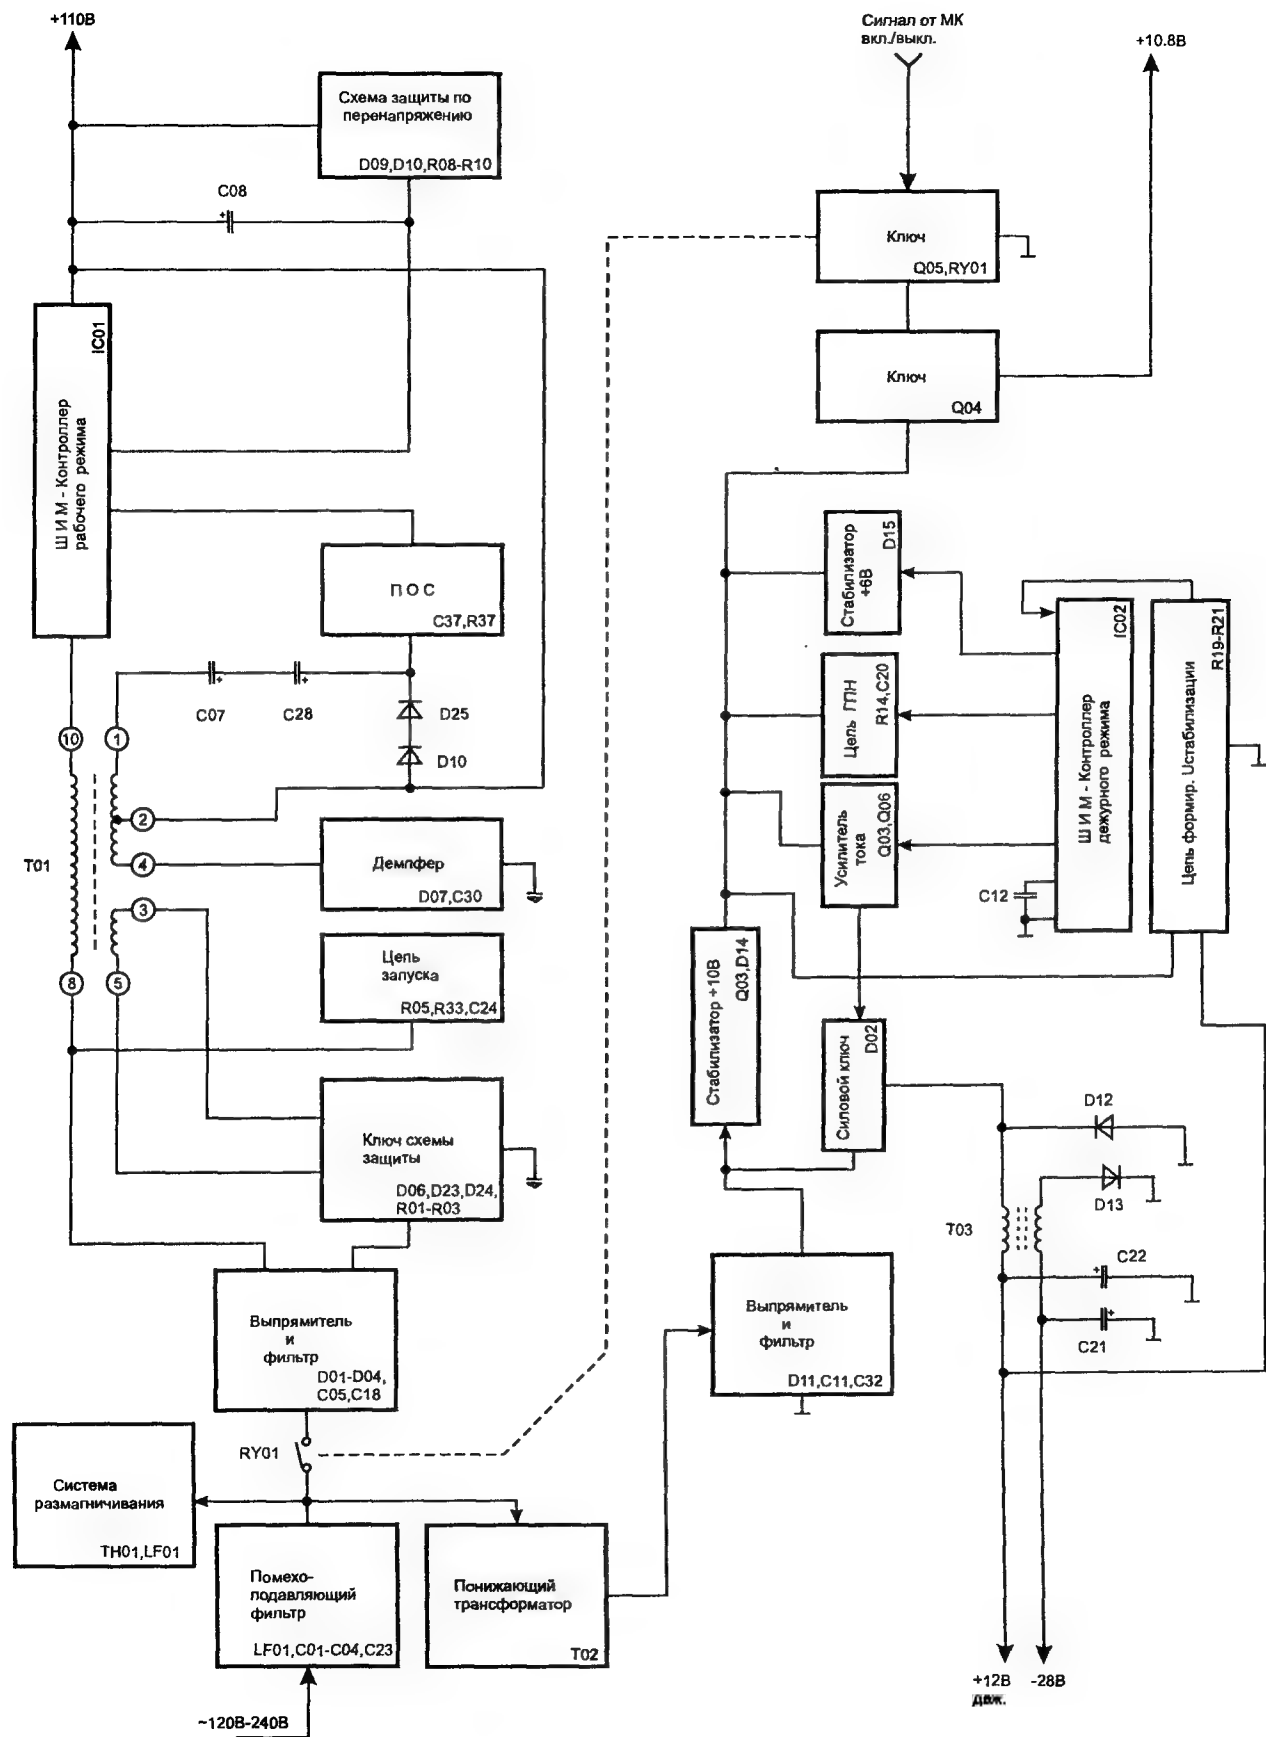 +110В
Сигнал от МК
вкл./выкл.
+10.8В
Схема защиты по
перенапряжению
D09,D10,R08-R10
C08
+
Ключ
Q05,RY01
IC01
ШИМ - Контроллер
рабочего режима
Ключ
Q04
D15
Стабилизатор
+6В
ПОС
C37,R37
IC02
ШИМ - Контроллер
дежурного режима
R19-R21
Цепь формир. Uстабилизации
+
+
C07
C28
D25
D10
R14,C20
Цепь ГПН
10
1
2
4
3
8
5
T01
Q03,Q06
Усилитель
тока
C12
Демпфер
D07,C30
Цепь
запуска
R05,R33,C24
Q03,D14
Стабилизатор +10В
D02
Силовой ключ
Ключ схемы
защиты
D06,D23,D24,
R01-R03
D12
D13
T03
+
C22
+
C21
Выпрямитель
и
фильтр
D01-D04,
C05,C18
Выпрямитель
и
фильтр
D11,C11,C32
RY01
Система
размагничивания
TH01,LF01
Помехо-
подавляющий
фильтр
LF01,C01-C04,C23
Понижающий
трансформатор
T02
+12В
деж.
-28В
~120В-240В